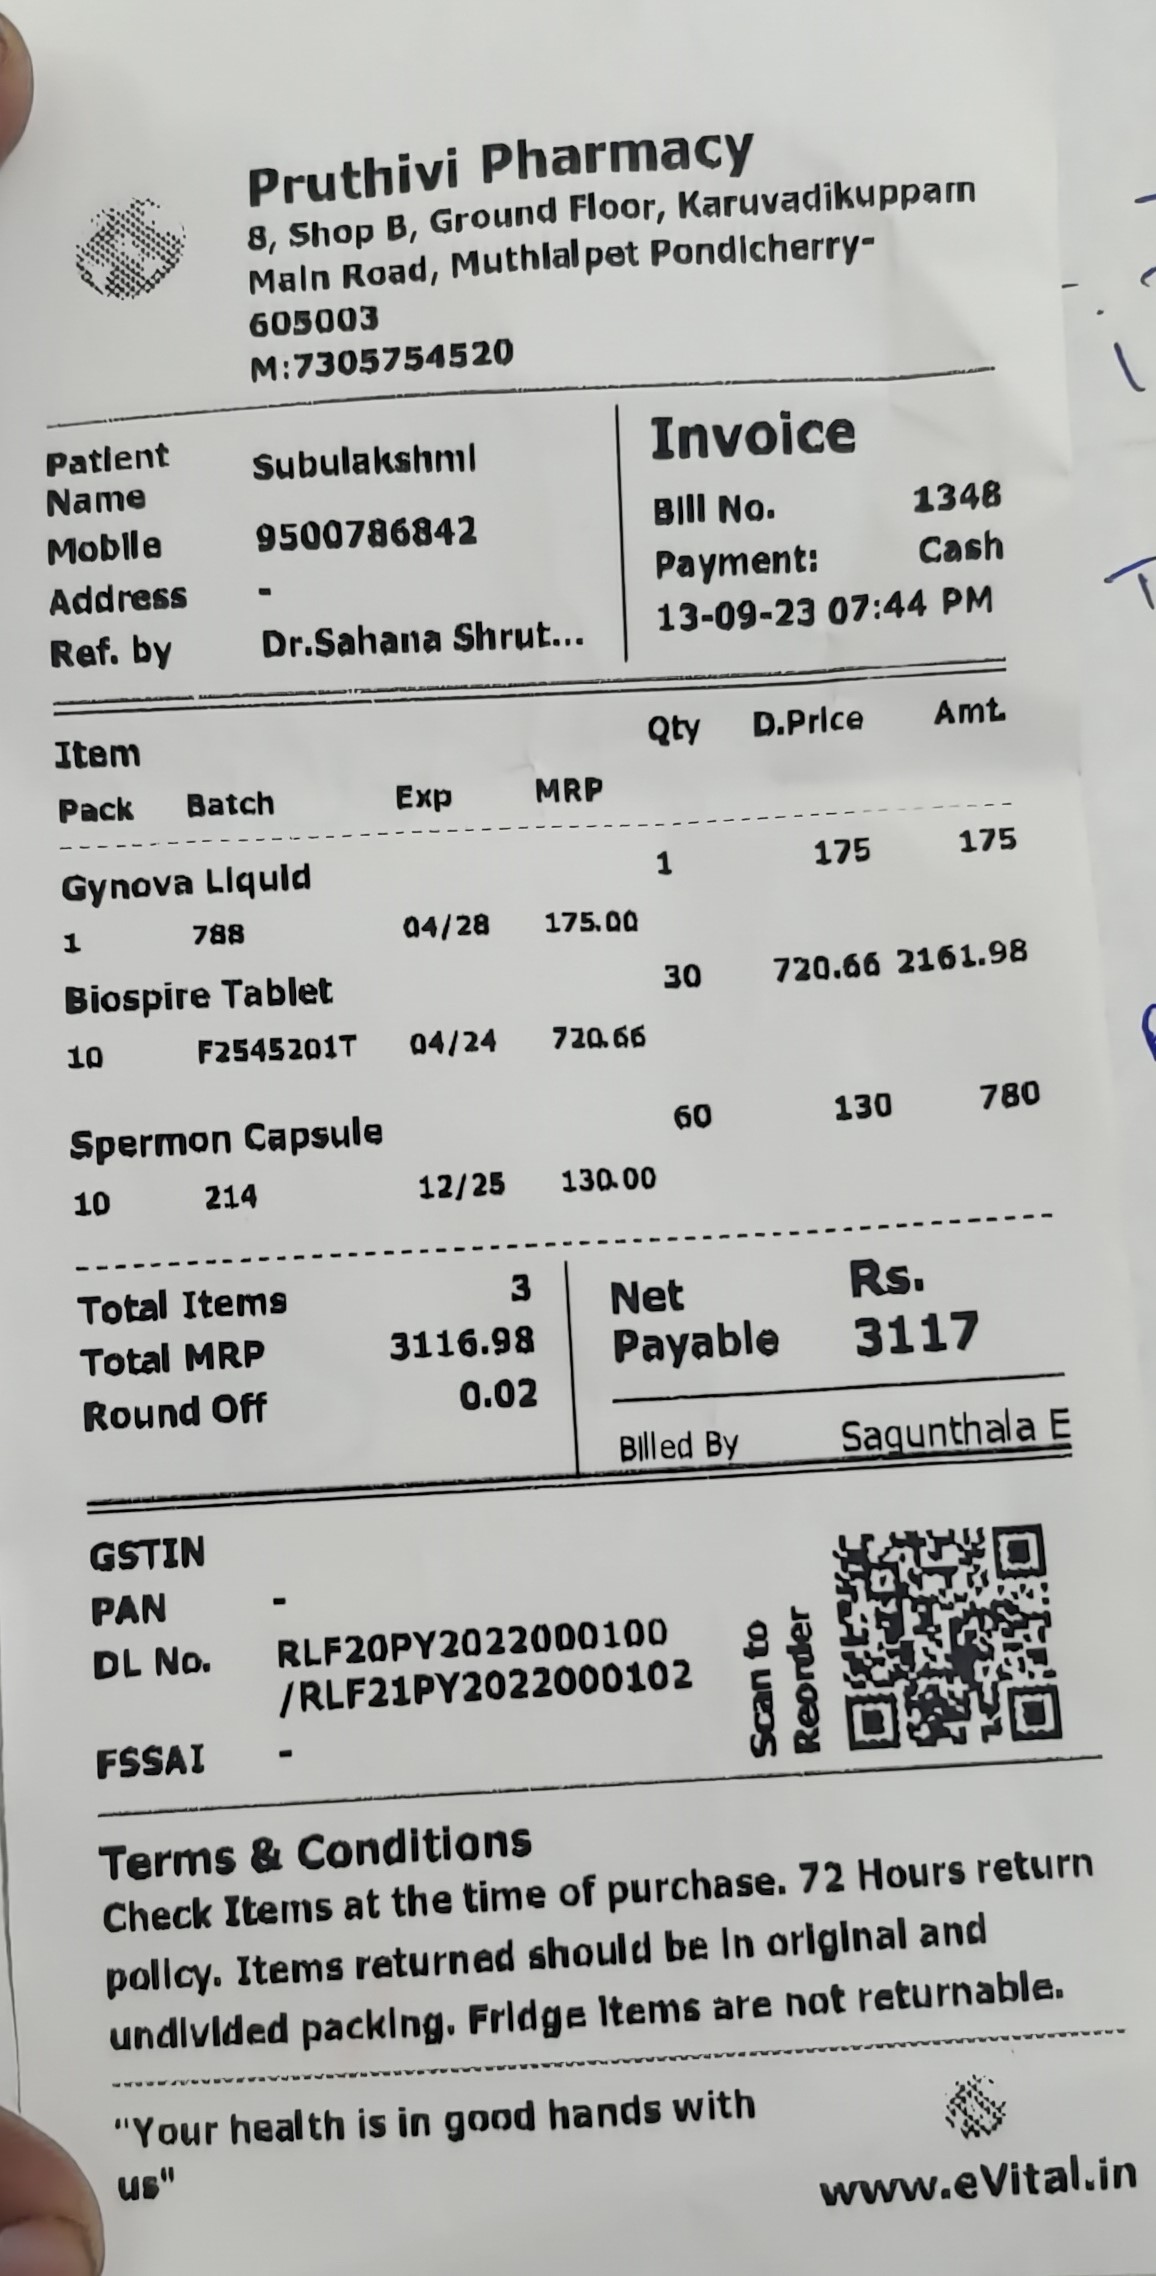 Pruthivi Pharmacy
8, Shop B, Ground Floor, Karuvadikuppam
Main Road, Muthialpet Pondicherry-
605003
M:7305754520
Patient Name Subulakshmi
Mobile 9500786842
Address -
Ref. by Dr.Sahana Shrut...
Invoice
Bill No. 1348
Payment: Cash
13-09-23 07:44 PM
Item Qty D.Price Amt.
Pack Batch Exp MRP
Gynova Liquid 1 175 175
1 788 04/28 175.00
Biospire Tablet 30 720.66 2161.98
10 F2545201T 04/24 720.66
Spermon Capsule 60 130 780
10 214 12/25 130.00
Total Items 3
Total MRP 3116.98
Round Off 0.02
Net Payable Rs. 3117
Billed By Sagunthala E
GSTIN
PAN -
DL No. RLF20PY2022000100
/RLF21PY2022000102
FSSAI -
Scan to
Reorder
Terms & Conditions
Check Items at the time of purchase. 72 Hours return
policy. Items returned should be in original and
undivided packing. Fridge items are not returnable.
"Your health is in good hands with
us"
www.eVital.in